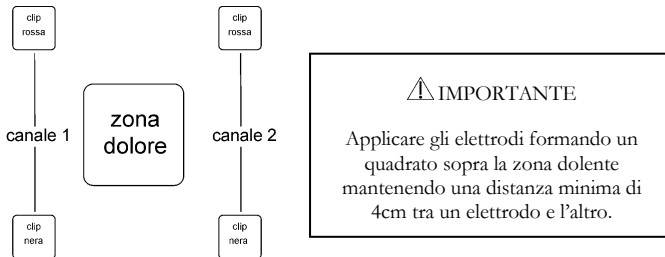 clip
rossa
clip
rossa
canale 1
zona
dolore
canale 2
clip
nera
clip
nera
⚠ IMPORTANTE
Applicare gli elettrodi formando un
quadrato sopra la zona dolente
mantenendo una distanza minima di
4cm tra un elettrodo e l'altro.